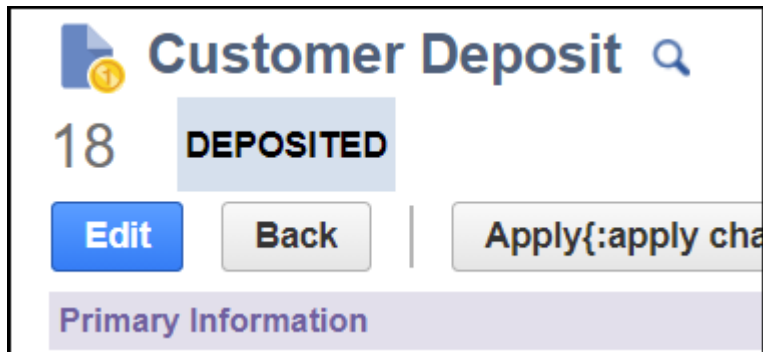 Customer Deposit
18 DEPOSITED
Edit Back Apply{:apply cha
Primary Information